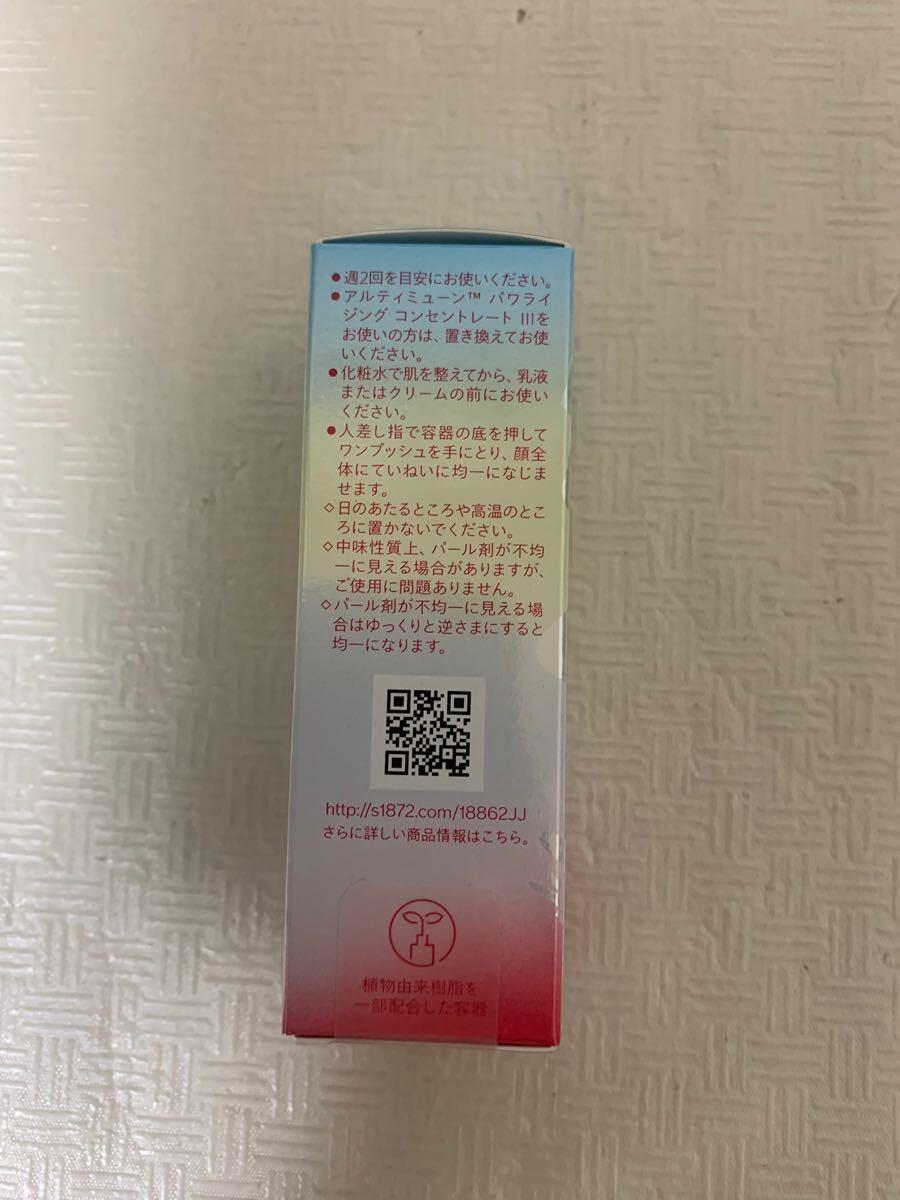 ●週2回を目安にお使いください。
●アルティミューン™ パワライ
ジング コンセントレート IIIを
お使いの方は、置き換えてお使
いください。
●化粧水で肌を整えてから、乳液
またはクリームの前にお使い
ください。
●人差し指で容器の底を押して
ワンプッシュを手にとり、顔全
体にていねいに均一になじま
せます。
◇日のあたるところや高温のとこ
ろに置かないでください。
◇中味性質上、パール剤が不均
一に見える場合がありますが、
ご使用に問題ありません。
◇パール剤が不均一に見える場
合はゆっくりと逆さまにすると
均一になります。
http://s1872.com/18862JJ
さらに詳しい商品情報はこちら。
植物由来樹脂を
一部配合した容器